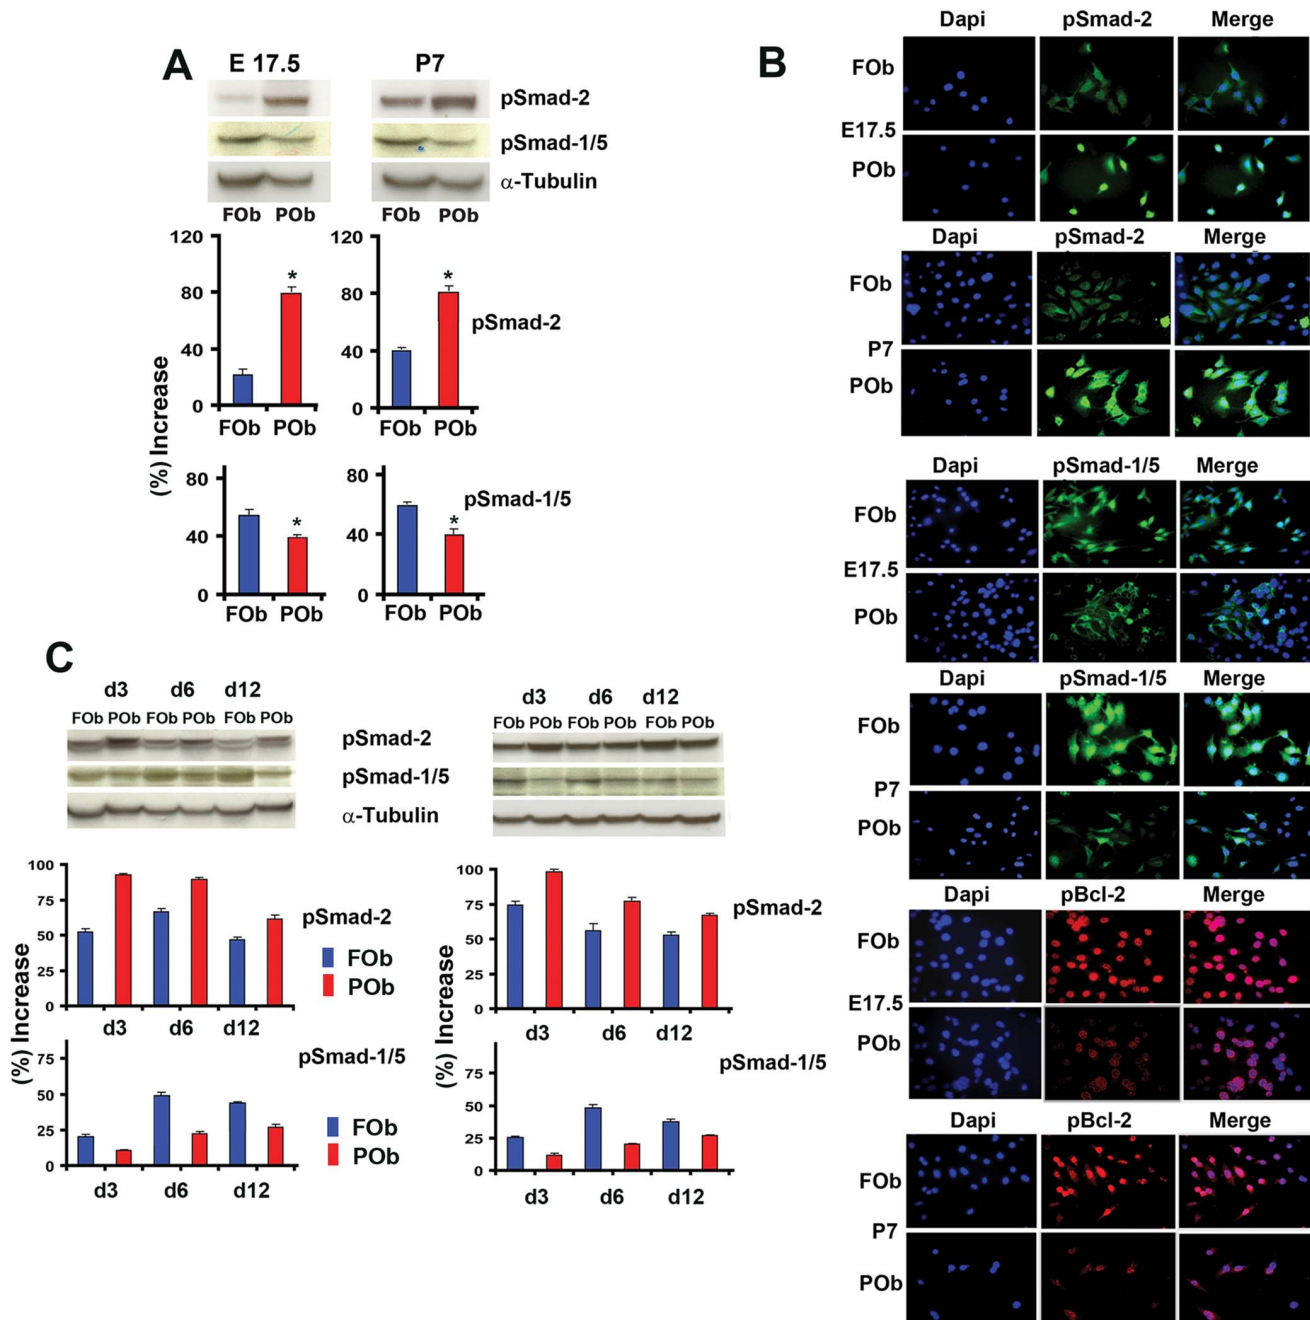 A
E 17.5 P7
pSmad-2
pSmad-1/5
α-Tubulin
FOb POb FOb POb
120 120
80 80
40 40
0 0
* *
pSmad-2
FOb POb FOb POb
(%) Increase
80 80
40 40
0 0
* *
pSmad-1/5
FOb POb FOb POb
B
Dapi pSmad-2 Merge
FOb
E17.5
POb
Dapi pSmad-2 Merge
FOb
P7
POb
Dapi pSmad-1/5 Merge
FOb
E17.5
POb
Dapi pSmad-1/5 Merge
FOb
P7
POb
Dapi pBcl-2 Merge
FOb
E17.5
POb
Dapi pBcl-2 Merge
FOb
P7
POb
C
d3 d6 d12
FOb POb FOb POb FOb POb
d3 d6 d12
FOb POb FOb POb FOb POb
pSmad-2
pSmad-1/5
α-Tubulin
100
75
50
25
0
d3 d6 d12
pSmad-2
FOb
POb
100
75
50
25
0
d3 d6 d12
pSmad-2
(%) Increase
(%) Increase
75
50
25
0
d3 d6 d12
pSmad-1/5
FOb
POb
75
50
25
0
d3 d6 d12
pSmad-1/5